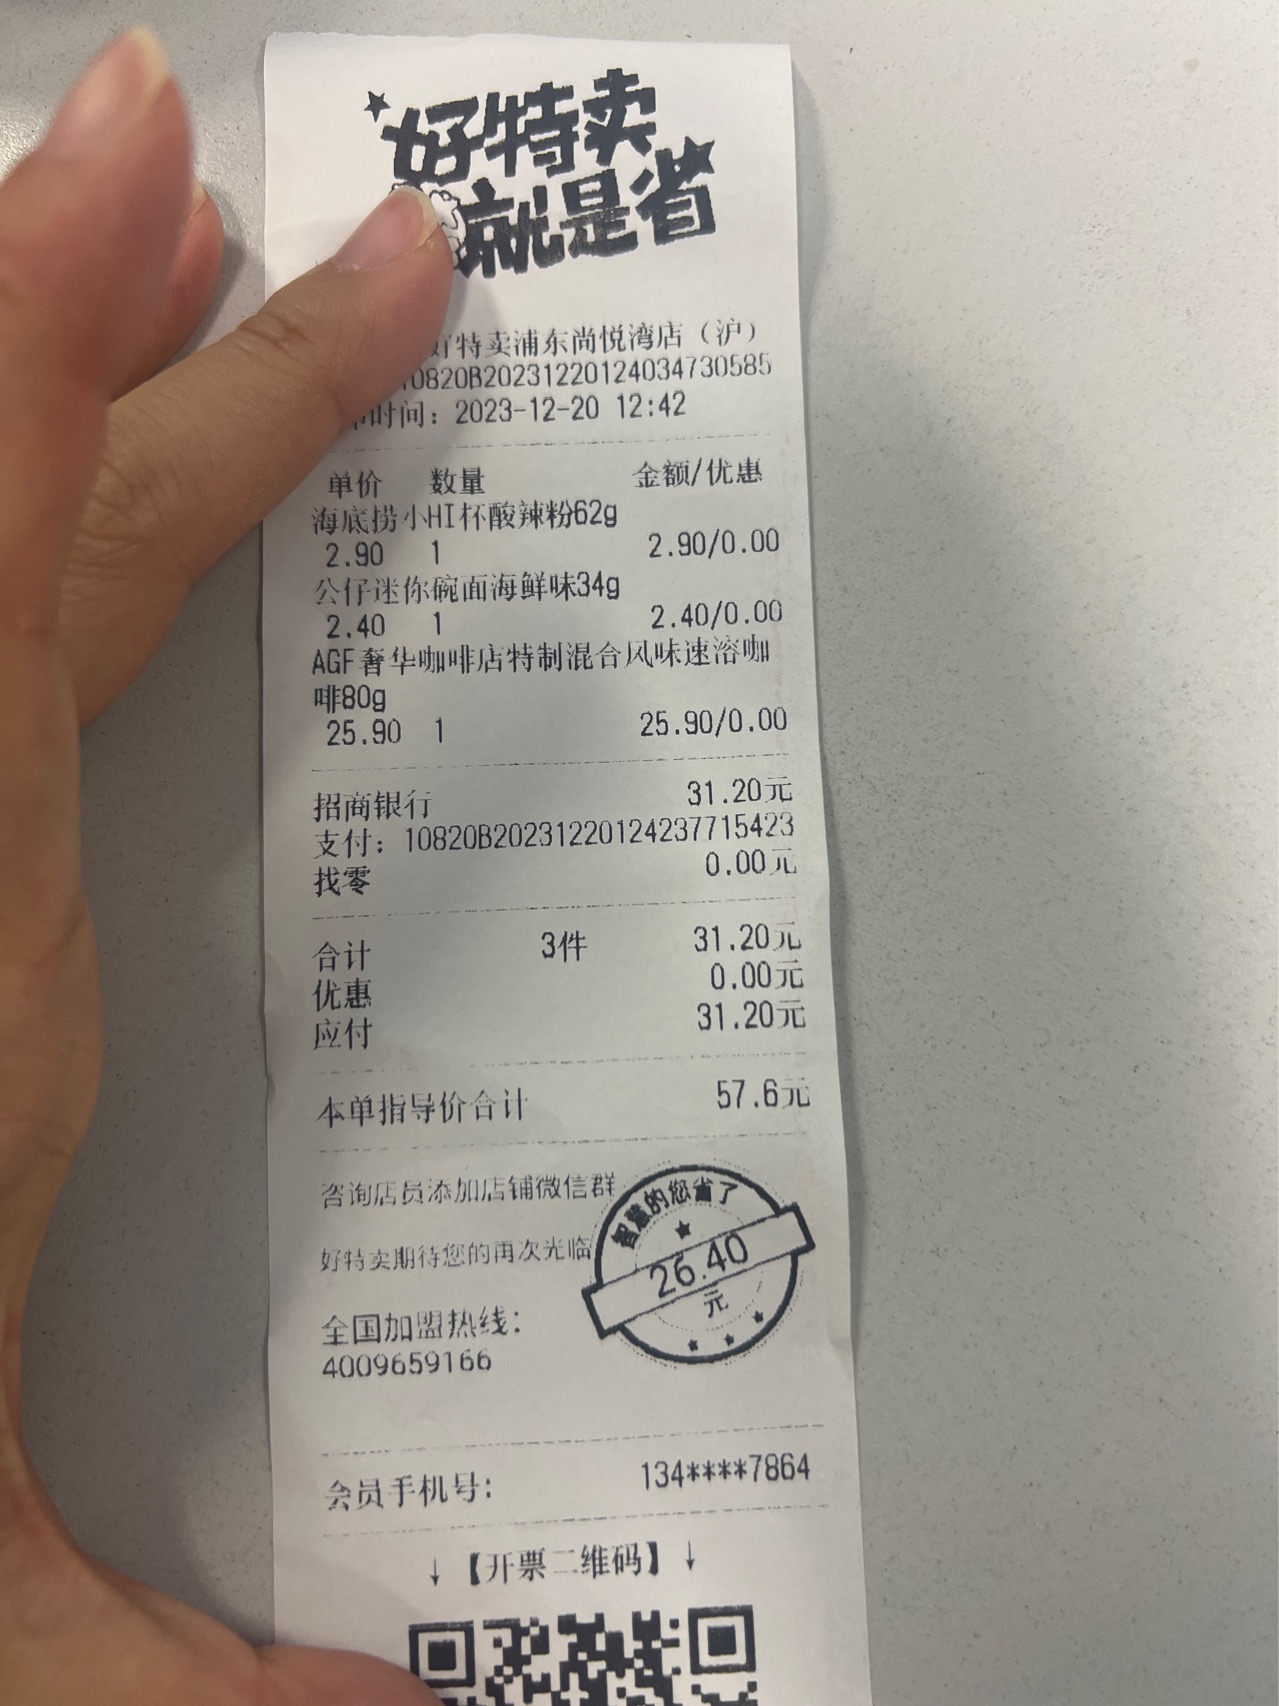 好特卖
就是省
好特卖浦东尚悦湾店（沪）
10820B20231220124034730585
时间：2023-12-20 12:42
单价 数量 金额/优惠
海底捞小HI杯酸辣粉62g
2.90 1 2.90/0.00
公仔迷你碗面海鲜味34g
2.40 1 2.40/0.00
AGF奢华咖啡店特制混合风味速溶咖
啡80g
25.90 1 25.90/0.00
招商银行 31.20元
支付：10820B20231220124237715423
找零 0.00元
合计 3件 31.20元
优惠 0.00元
应付 31.20元
本单指导价合计 57.6元
咨询店员添加店铺微信群
好特卖期待您的再次光临
智慧的您省了
26.40
元
全国加盟热线：
4009659166
会员手机号： 134****7864
↓【开票二维码】↓